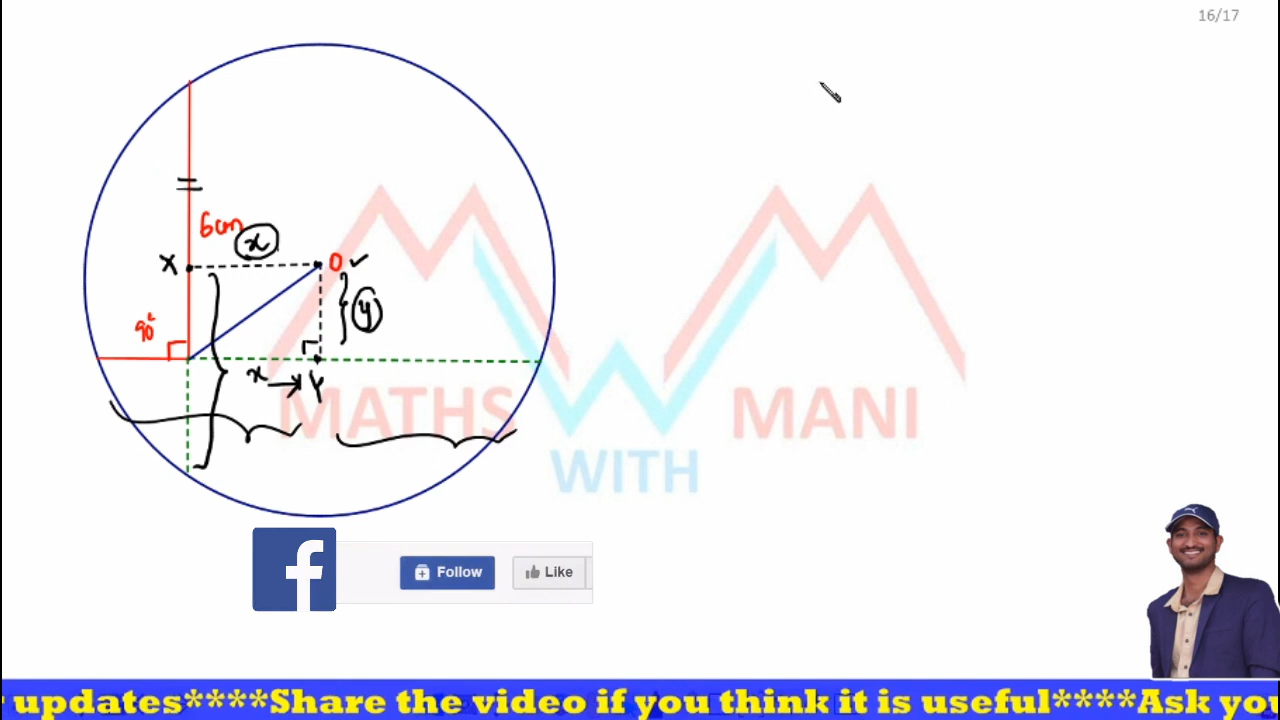 16/17
6cm
x
X
O
90°
y
x → Y
MATHS
MANI
WITH
Follow
Like
updates****Share the video if you think it is useful****Ask you